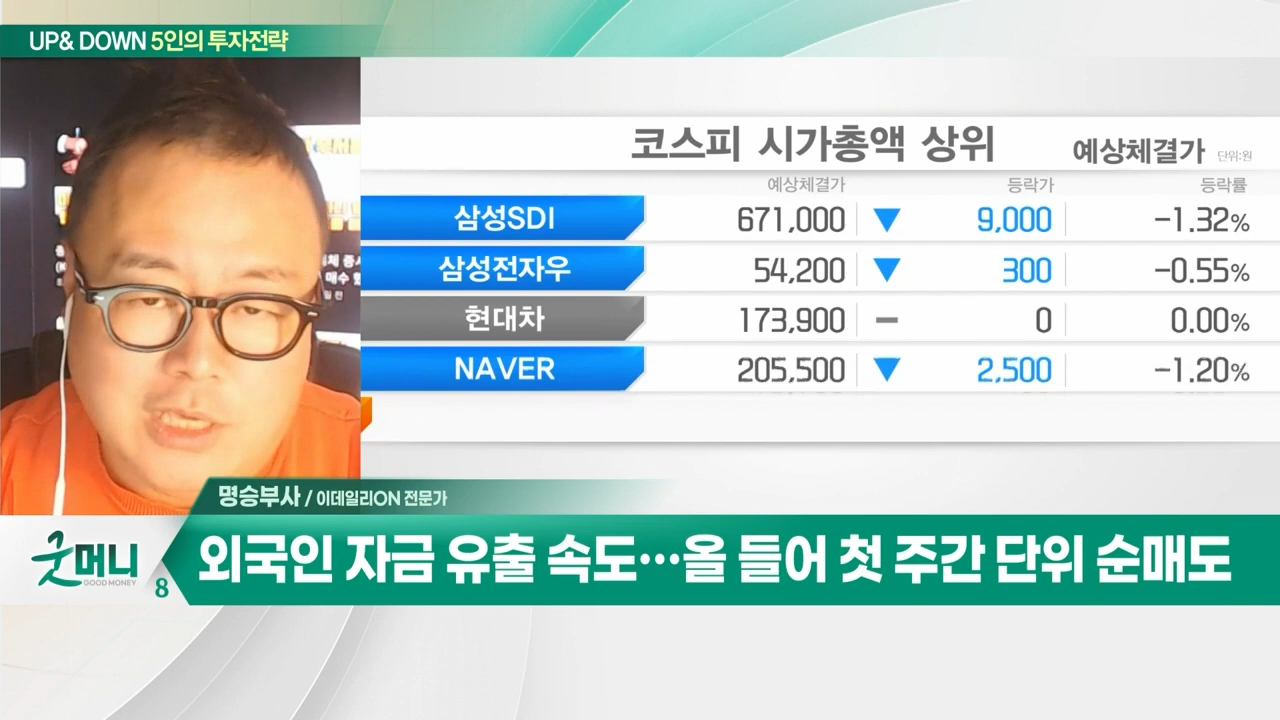 UP& DOWN 5인의 투자전략
코스피 시가총액 상위 예상체결가 단위:원
예상체결가 등락가 등락률
삼성SDI 671,000 ▼ 9,000 -1.32%
삼성전자우 54,200 ▼ 300 -0.55%
현대차 173,900 - 0 0.00%
NAVER 205,500 ▼ 2,500 -1.20%
명승부사 / 이데일리ON 전문가
굿머니
GOOD MONEY
8
외국인 자금 유출 속도…올 들어 첫 주간 단위 순매도